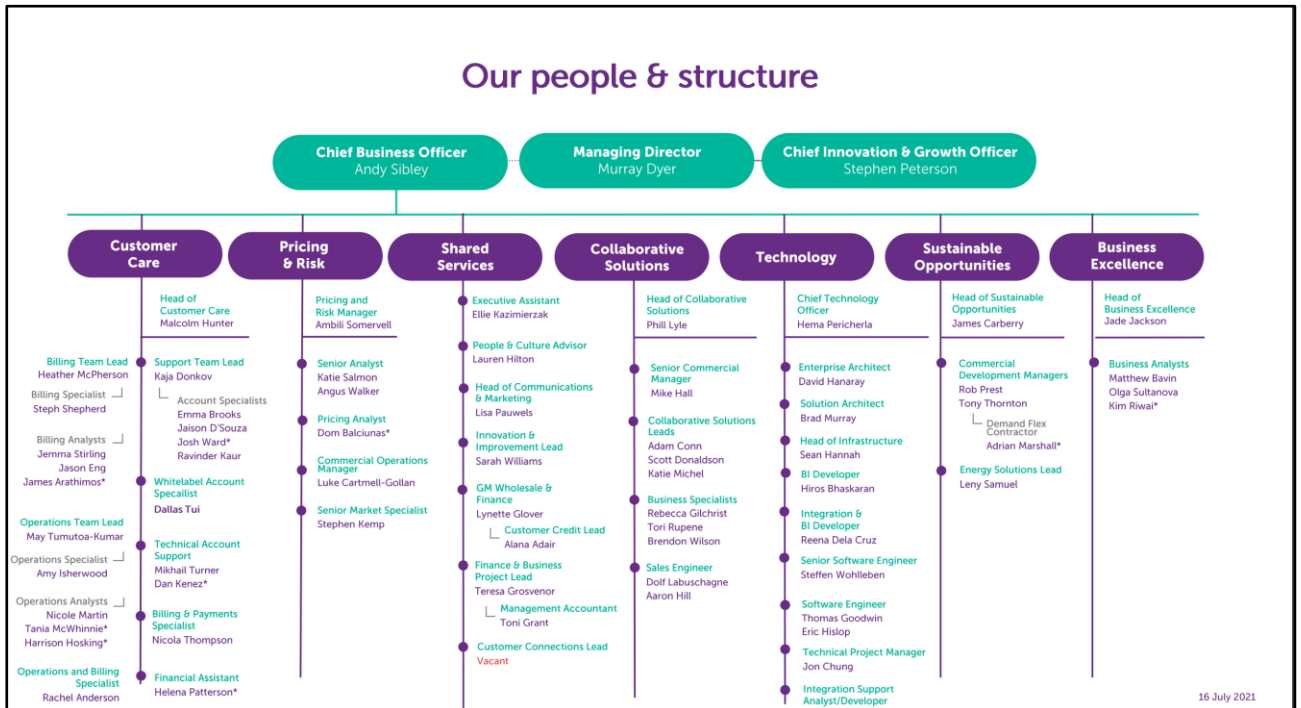 Our people & structure
Chief Business Officer
Andy Sibley
Managing Director
Murray Dyer
Chief Innovation & Growth Officer
Stephen Peterson
Customer
Care
Pricing
& Risk
Shared
Services
Collaborative
Solutions
Technology
Sustainable
Opportunities
Business
Excellence
Head of
Customer Care
Malcolm Hunter
Billing Team Lead
Heather McPherson
Billing Specialist
Steph Shepherd
Billing Analysts
Jemma Stirling
Jason Eng
James Arathimos*
Operations Team Lead
May Tumutoa-Kumar
Operations Specialist
Amy Isherwood
Operations Analysts
Nicole Martin
Tania McWhinnie*
Harrison Hosking*
Operations and Billing
Specialist
Rachel Anderson
Support Team Lead
Kaja Donkov
Account Specialists
Emma Brooks
Jaison D'Souza
Josh Ward*
Ravinder Kaur
Whitelabel Account
Specailist
Dallas Tui
Technical Account
Support
Mikhail Turner
Dan Kenez*
Billing & Payments
Specialist
Nicola Thompson
Financial Assistant
Helena Patterson*
Pricing and
Risk Manager
Ambili Somervell
Senior Analyst
Katie Salmon
Angus Walker
Pricing Analyst
Dom Balciunas*
Commercial Operations
Manager
Luke Cartmell-Gollan
Senior Market Specialist
Stephen Kemp
Executive Assistant
Ellie Kazimierzak
People & Culture Advisor
Lauren Hilton
Head of Communications
& Marketing
Lisa Pauwels
Innovation &
Improvement Lead
Sarah Williams
GM Wholesale &
Finance
Lynette Glover
Customer Credit Lead
Alana Adair
Finance & Business
Project Lead
Teresa Grosvenor
Management Accountant
Toni Grant
Customer Connections Lead
Vacant
Head of Collaborative
Solutions
Phill Lyle
Senior Commercial
Manager
Mike Hall
Collaborative Solutions
Leads
Adam Conn
Scott Donaldson
Katie Michel
Business Specialists
Rebecca Gilchrist
Tori Rupene
Brendon Wilson
Sales Engineer
Dolf Labuschagne
Aaron Hill
Chief Technology
Officer
Hema Pericherla
Enterprise Architect
David Hanaray
Solution Architect
Brad Murray
Head of Infrastructure
Sean Hannah
BI Developer
Hiros Bhaskaran
Integration &
BI Developer
Reena Dela Cruz
Senior Software Engineer
Steffen Wohlleben
Software Engineer
Thomas Goodwin
Eric Hislop
Technical Project Manager
Jon Chung
Integration Support
Analyst/Developer
Head of Sustainable
Opportunities
James Carberry
Commercial
Development Managers
Rob Prest
Tony Thornton
Demand Flex
Contractor
Adrian Marshall*
Energy Solutions Lead
Leny Samuel
Head of
Business Excellence
Jade Jackson
Business Analysts
Matthew Bavin
Olga Sultanova
Kim Riwai*
16 July 2021